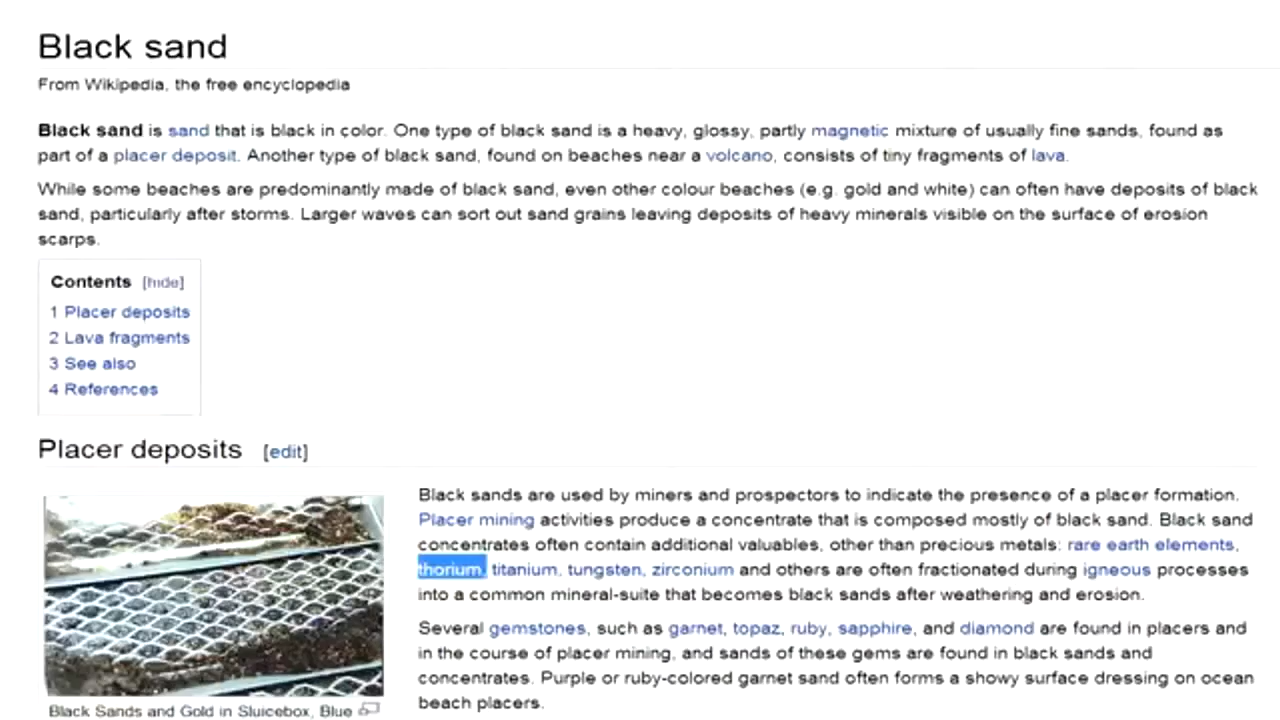 Black sand
From Wikipedia, the free encyclopedia
Black sand is sand that is black in color. One type of black sand is a heavy, glossy, partly magnetic mixture of usually fine sands, found as
part of a placer deposit. Another type of black sand, found on beaches near a volcano, consists of tiny fragments of lava.
While some beaches are predominantly made of black sand, even other colour beaches (e.g. gold and white) can often have deposits of black
sand, particularly after storms. Larger waves can sort out sand grains leaving deposits of heavy minerals visible on the surface of erosion
scarps.
Contents [hide]
1 Placer deposits
2 Lava fragments
3 See also
4 References
Placer deposits [edit]
Black sands are used by miners and prospectors to indicate the presence of a placer formation.
Placer mining activities produce a concentrate that is composed mostly of black sand. Black sand
concentrates often contain additional valuables, other than precious metals: rare earth elements,
thorium, titanium, tungsten, zirconium and others are often fractionated during igneous processes
into a common mineral-suite that becomes black sands after weathering and erosion.
Several gemstones, such as garnet, topaz, ruby, sapphire, and diamond are found in placers and
in the course of placer mining, and sands of these gems are found in black sands and
concentrates. Purple or ruby-colored garnet sand often forms a showy surface dressing on ocean
beach placers.
Black Sands and Gold in Sluicebox, Blue